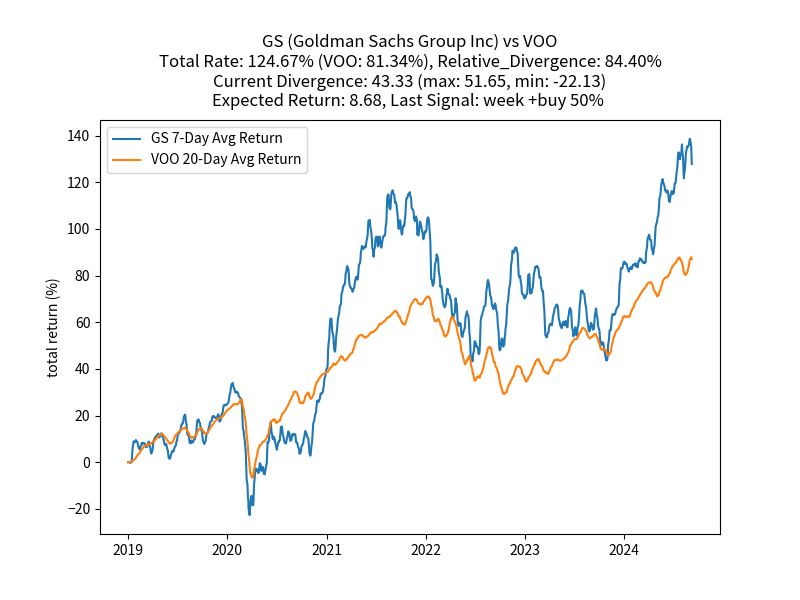 GS (Goldman Sachs Group Inc) vs VOO
Total Rate: 124.67% (VOO: 81.34%), Relative_Divergence: 84.40%
Current Divergence: 43.33 (max: 51.65, min: -22.13)
Expected Return: 8.68, Last Signal: week +buy 50%
GS 7-Day Avg Return
VOO 20-Day Avg Return
total return (%)
140
120
100
80
60
40
20
0
−20
2019 2020 2021 2022 2023 2024